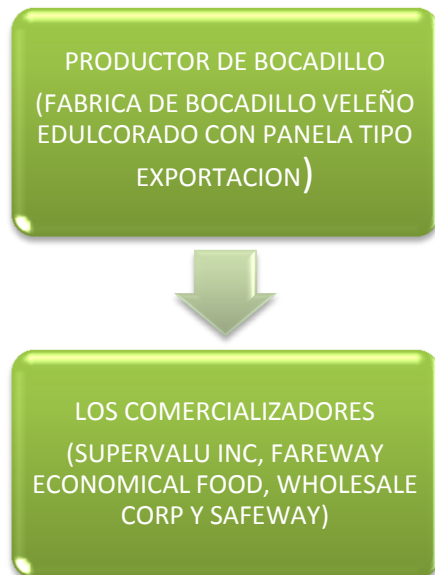 PRODUCTOR DE BOCADILLO
(FABRICA DE BOCADILLO VELEÑO
EDULCORADO CON PANELA TIPO
EXPORTACION)
LOS COMERCIALIZADORES
(SUPERVALU INC, FAREWAY
ECONOMICAL FOOD, WHOLESALE
CORP Y SAFEWAY)